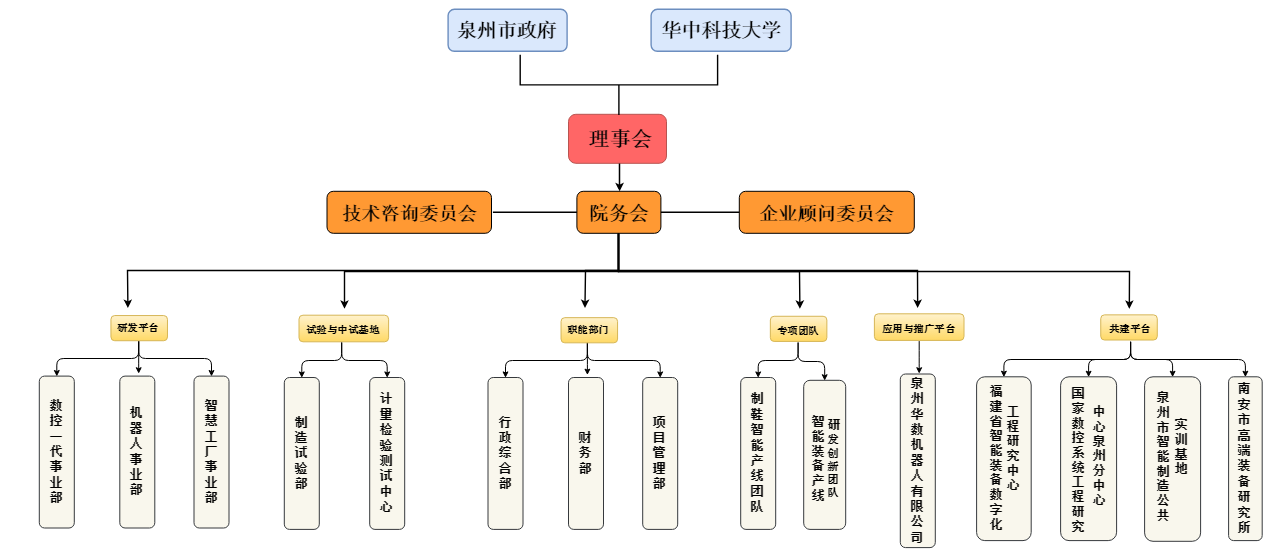 泉州市政府
华中科技大学
理事会
技术咨询委员会
院务会
企业顾问委员会
研发平台
试验与中试基地
职能部门
专项团队
应用与推广平台
共建平台
数控一代事业部
机器人事业部
智慧工厂事业部
制造试验部
计量检验测试中心
行政综合部
财务部
项目管理部
制鞋智能产线团队
智能装备产线
研发创新团队
泉州华数机器人有限公司
福建省智能装备数字化
工程研究中心
国家数控系统工程研究
中心泉州分中心
泉州市智能制造公共
实训基地
南安市高端装备研究所